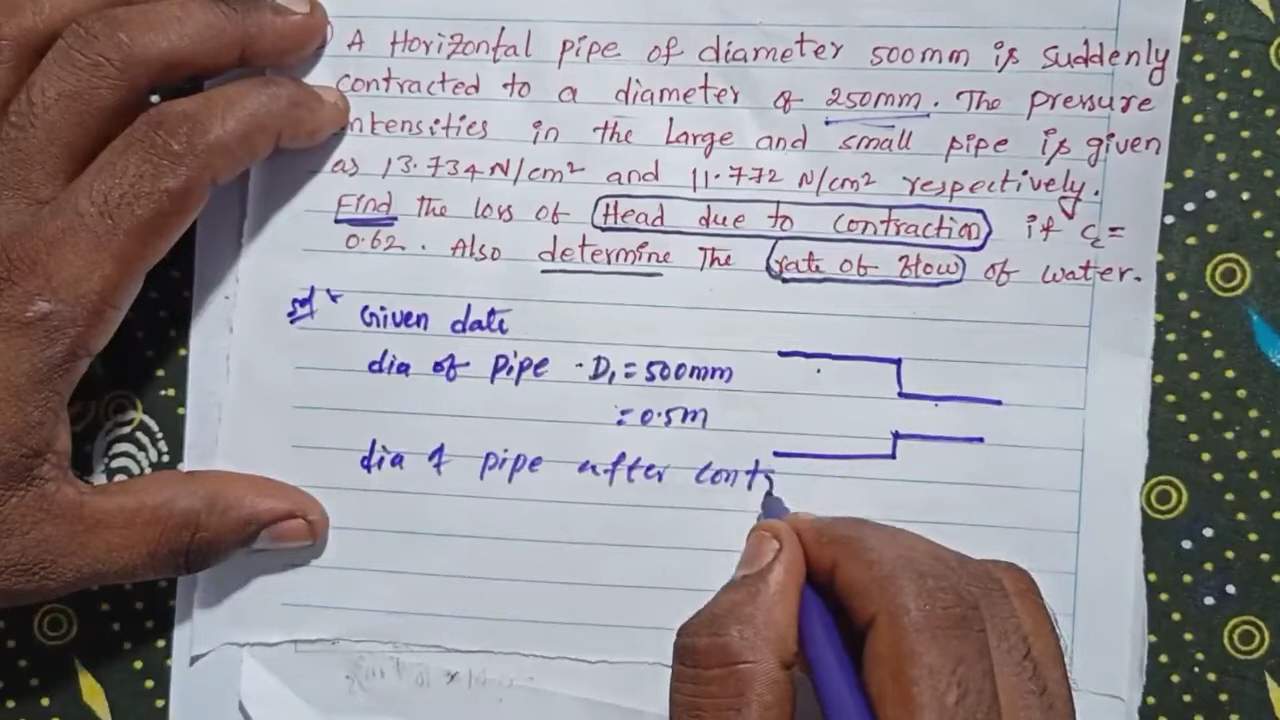 A Horizontal pipe of diameter 500mm is suddenly
contracted to a diameter of 250mm. The pressure
intensities in the large and small pipe is given
as 13.734 N/cm² and 11.772 N/cm² respectively.
Find the loss of Head due to contraction if Cc=
0.62. Also determine the rate of flow of water.
Sol Given date
dia of pipe D₁ = 500mm
= 0.5m
dia of pipe after cont